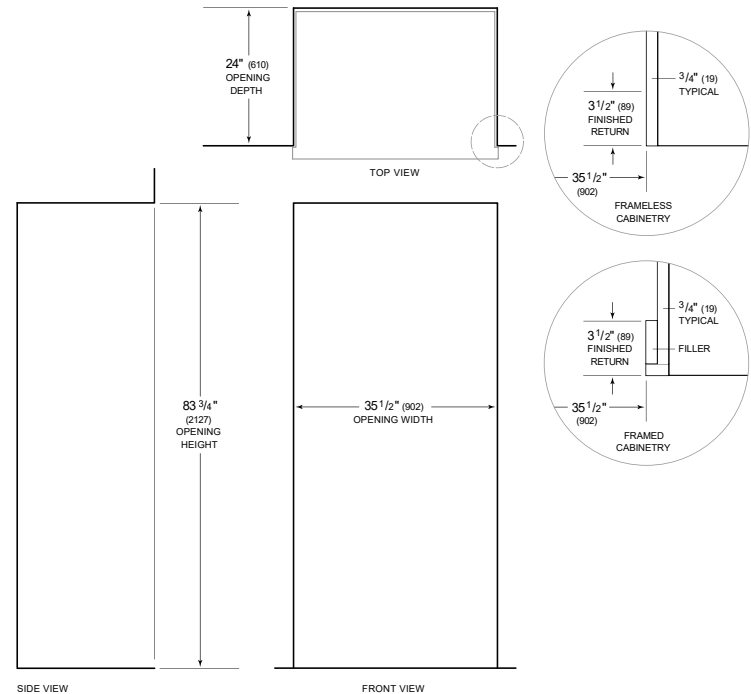 24" (610)
OPENING
DEPTH
TOP VIEW
3/4" (19)
TYPICAL
3 1/2" (89)
FINISHED
RETURN
35 1/2"
(902)
FRAMELESS
CABINETRY
3/4" (19)
TYPICAL
3 1/2" (89)
FINISHED
RETURN
FILLER
35 1/2"
(902)
FRAMED
CABINETRY
83 3/4"
(2127)
OPENING
HEIGHT
35 1/2" (902)
OPENING WIDTH
SIDE VIEW
FRONT VIEW